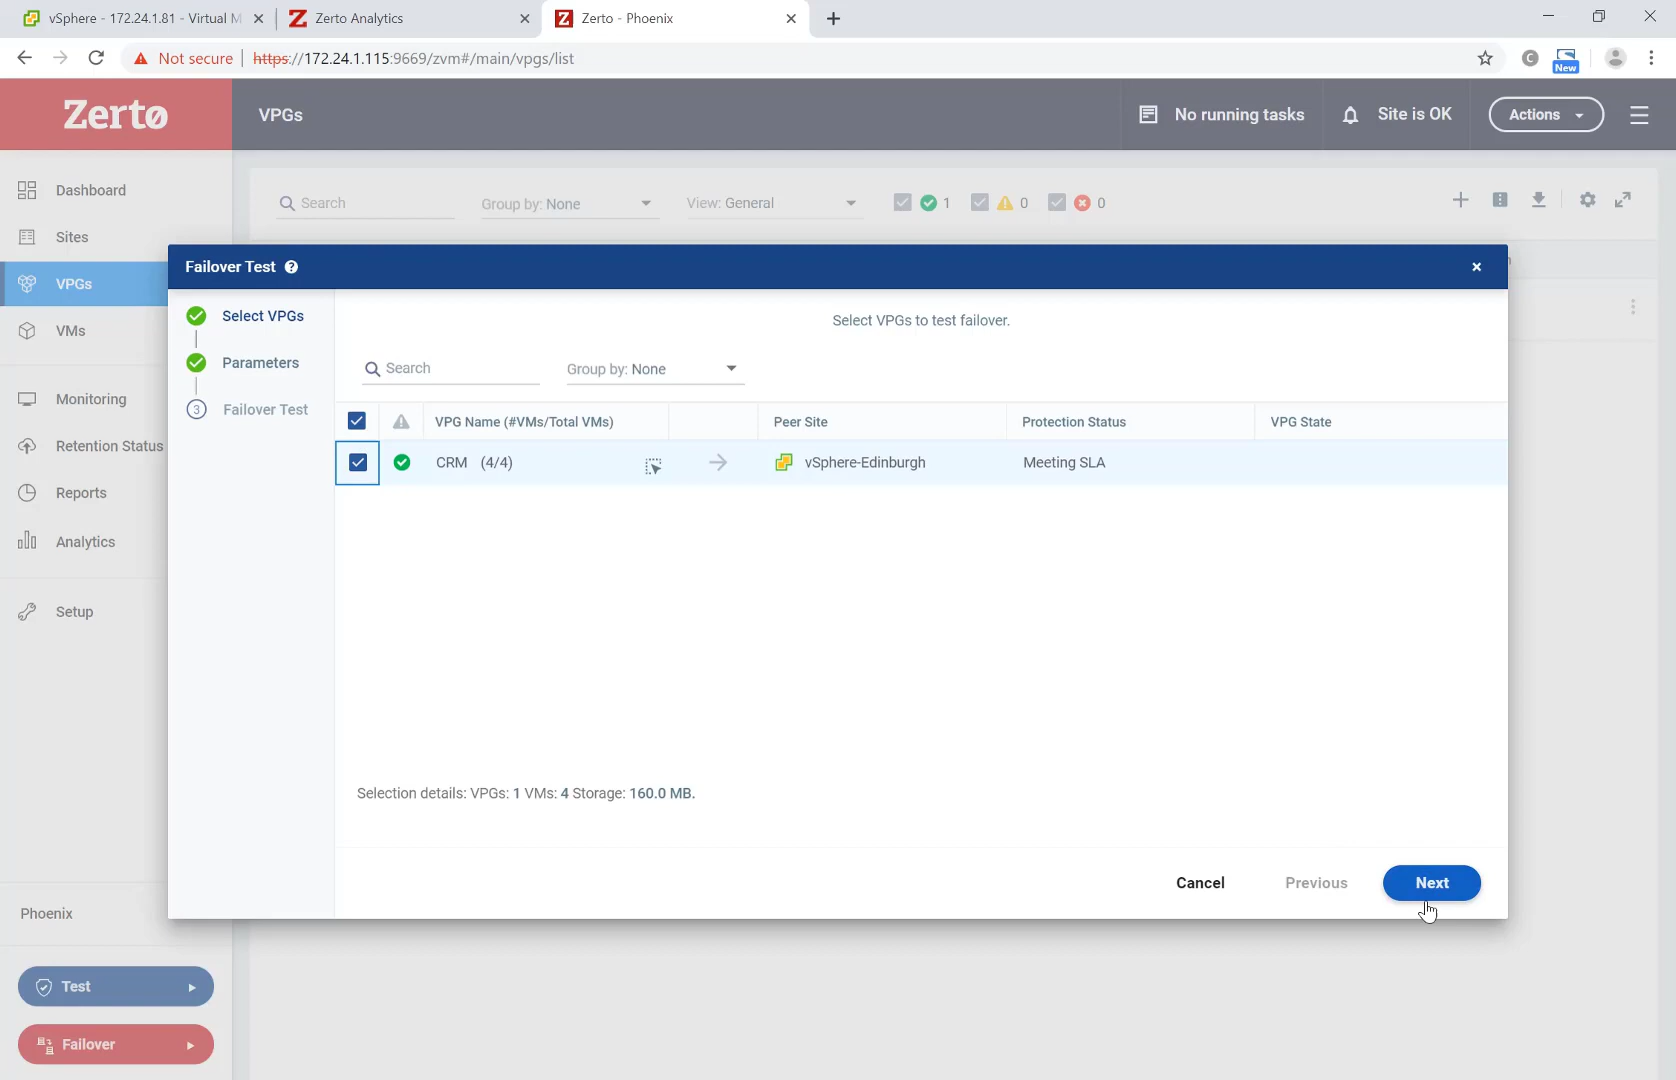 vSphere - 172.24.1.81 - Virtual M
Zerto Analytics
Zerto - Phoenix
Not secure
https://172.24.1.115:9669/zvm#/main/vpgs/list
New
Zerto
VPGs
No running tasks
Site is OK
Actions
Dashboard
Sites
VPGs
VMs
Monitoring
Retention Status
Reports
Analytics
Setup
Phoenix
Test
Failover
Search
Group by: None
View: General
1
0
0
Failover Test
Select VPGs
Parameters
3 Failover Test
Select VPGs to test failover.
Search
Group by: None
VPG Name (#VMs/Total VMs)
Peer Site
Protection Status
VPG State
CRM (4/4)
vSphere-Edinburgh
Meeting SLA
Selection details: VPGs: 1 VMs: 4 Storage: 160.0 MB.
Cancel
Previous
Next